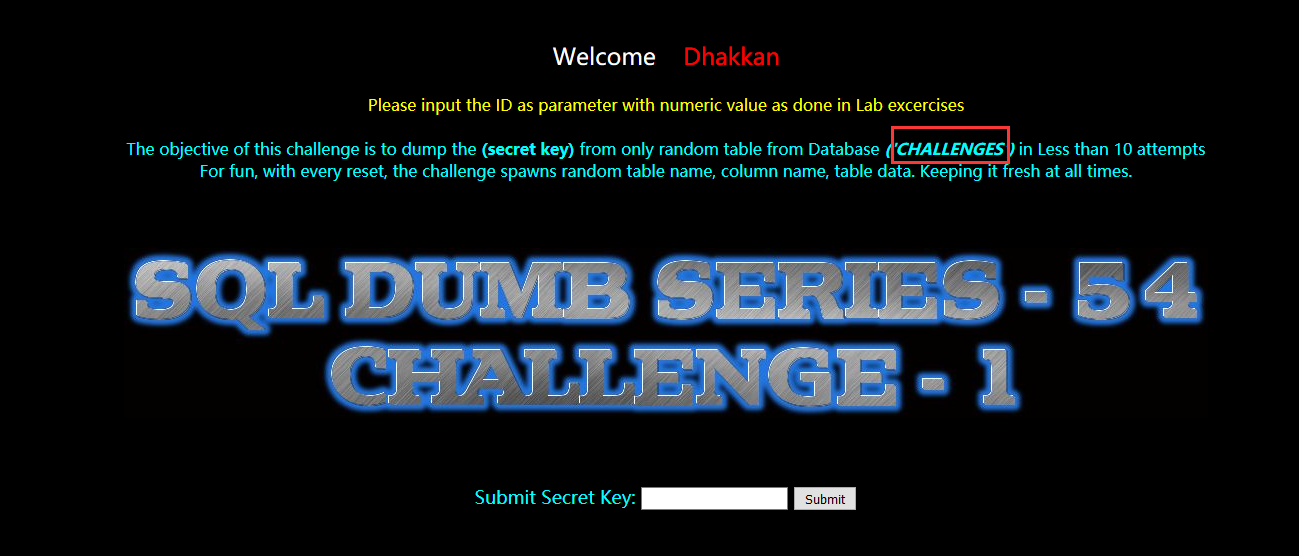 Welcome Dhakkan
Please input the ID as parameter with numeric value as done in Lab excercises
The objective of this challenge is to dump the (secret key) from only random table from Database ('CHALLENGES') in Less than 10 attempts
For fun, with every reset, the challenge spawns random table name, column name, table data. Keeping it fresh at all times.
SQL DUMB SERIES - 54
CHALLENGE - 1
Submit Secret Key: Submit